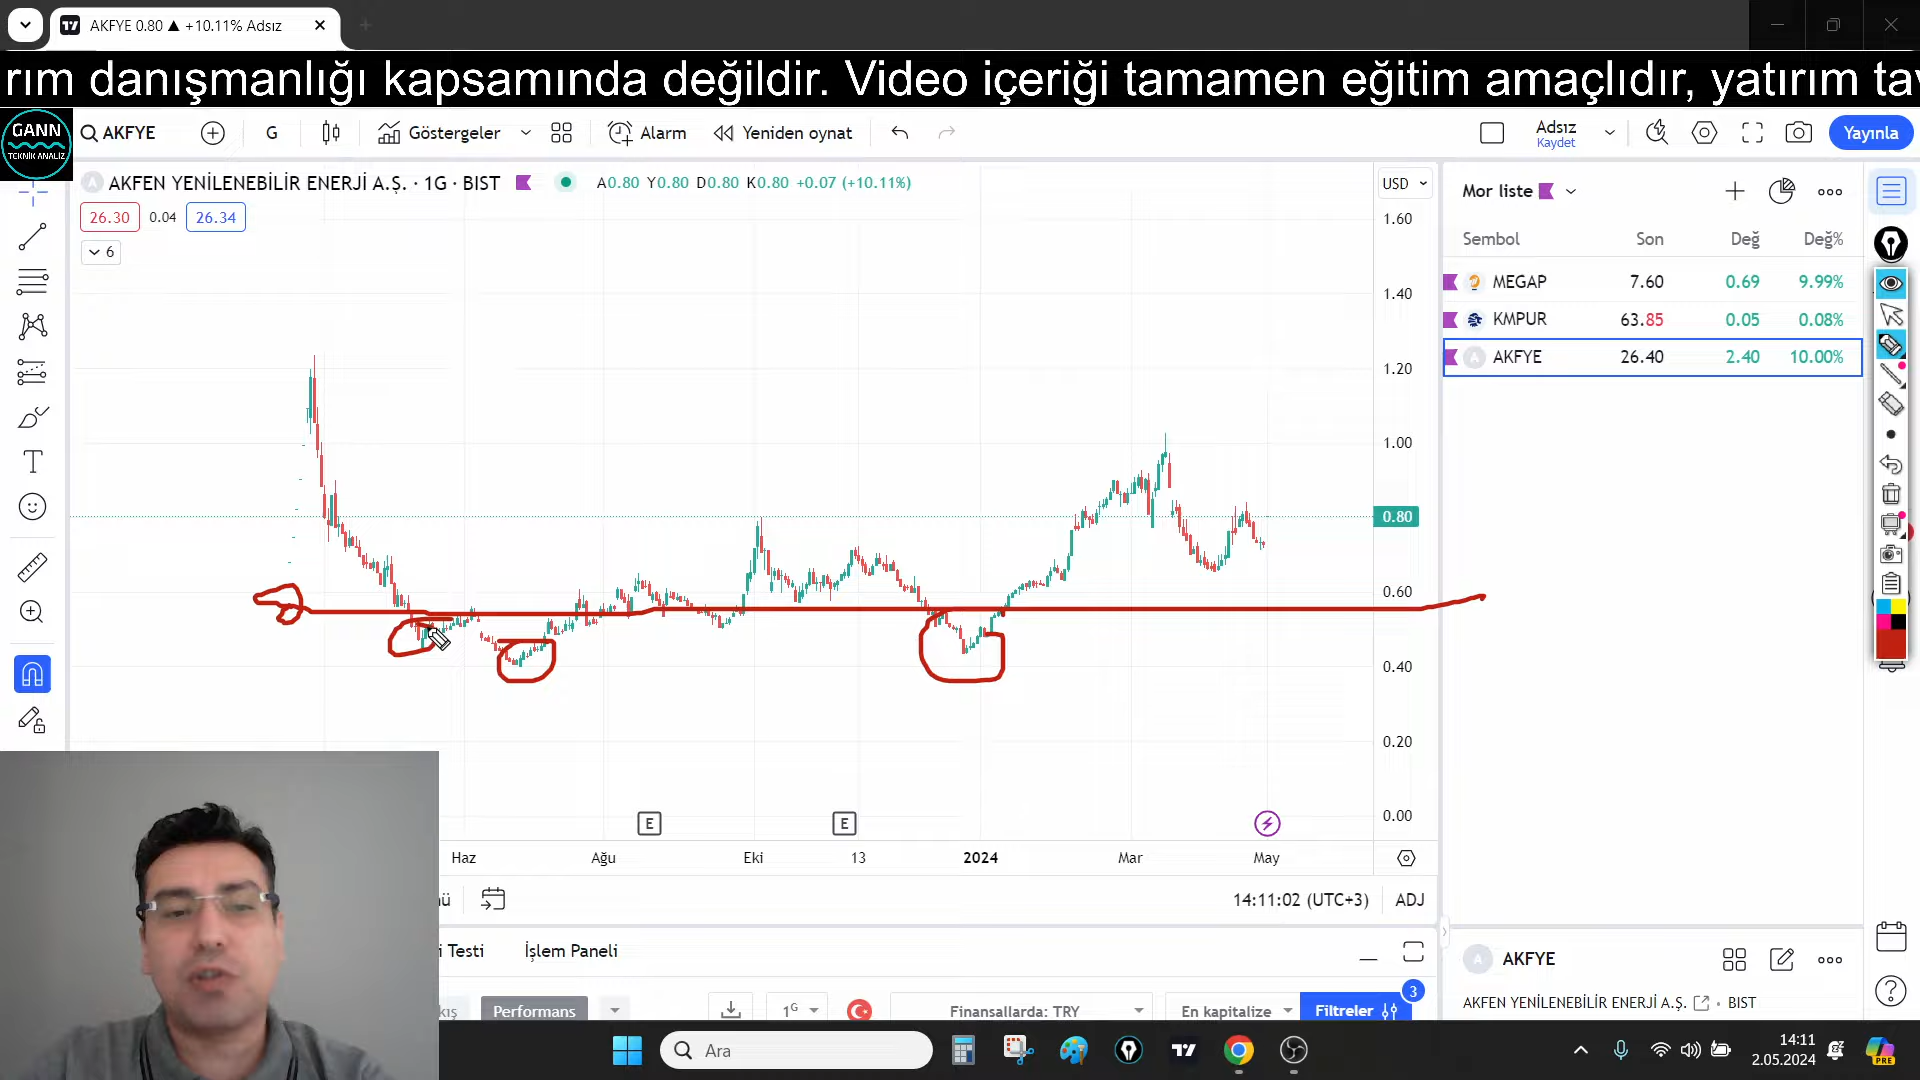 AKFYE 0.80 ▲ +10.11% Adsız
rım danışmanlığı kapsamında değildir. Video içeriği tamamen eğitim amaçlıdır, yatırım tav
GANN
TEKNİK ANALİZ
AKFYE
G
Göstergeler
Alarm
Yeniden oynat
Adsız
Kaydet
Yayınla
AKFEN YENİLENEBİLİR ENERJİ A.Ş. · 1G · BIST
A0.80 Y0.80 D0.80 K0.80 +0.07 (+10.11%)
USD
26.30 0.04 26.34
6
1.60
1.40
1.20
1.00
0.80
0.60
0.40
0.20
0.00
E
E
Haz
Ağu
Eki
13
2024
Mar
May
14:11:02 (UTC+3)
ADJ
Mor liste
Sembol Son Değ Değ%
MEGAP 7.60 0.69 9.99%
KMPUR 63.85 0.05 0.08%
AKFYE 26.40 2.40 10.00%
i Testi
İşlem Paneli
Performans
1G
Finansallarda: TRY
En kapitalize
Filtreler
3
A AKFYE
AKFEN YENİLENEBİLİR ENERJİ A.Ş. • BIST
Ara
14:11
2.05.2024
PRE